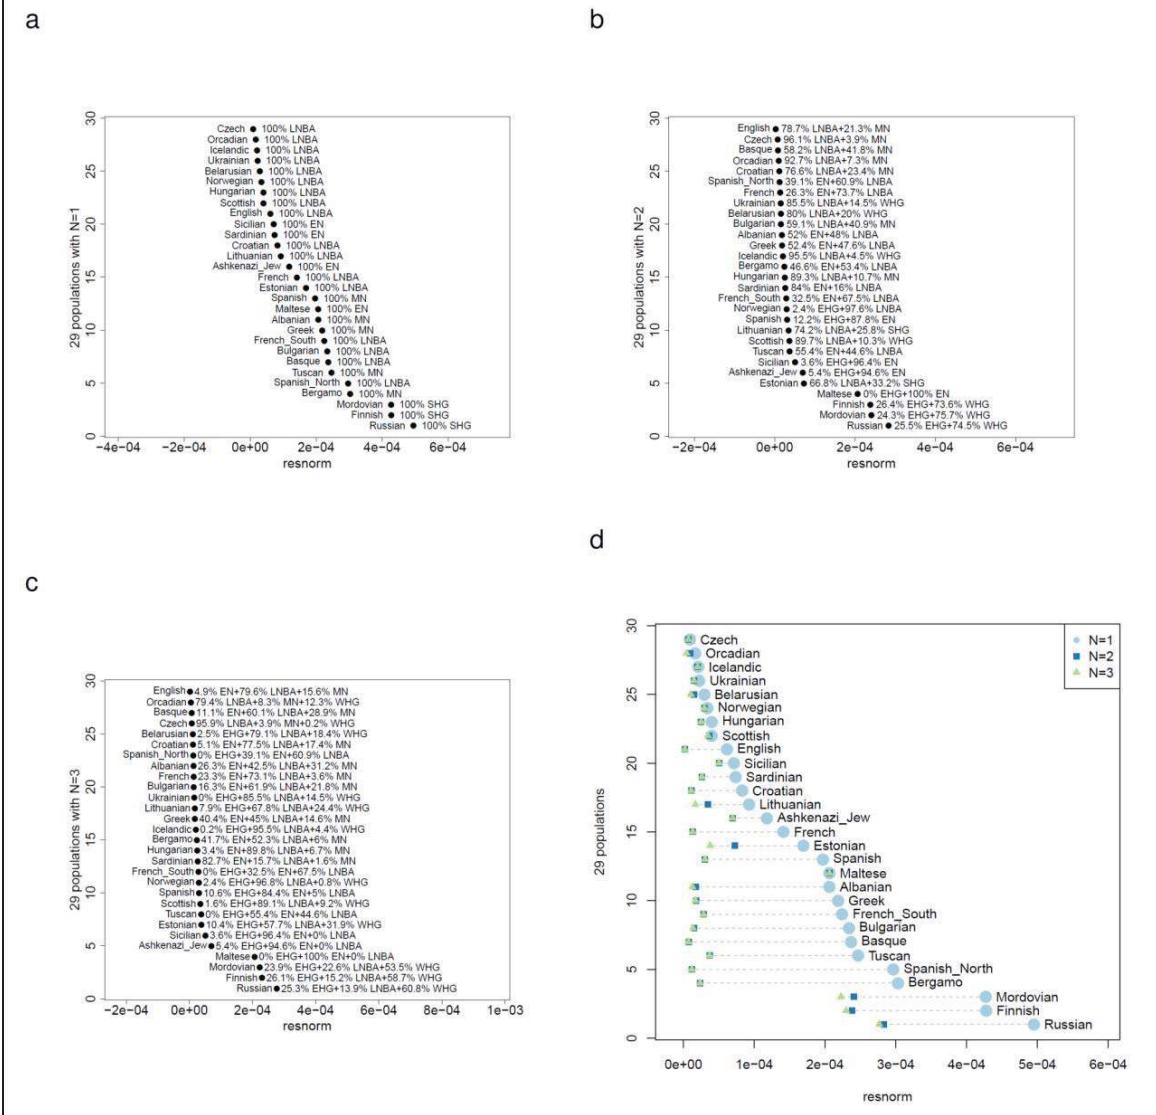 a
30
25
20
15
10
5
0
29 populations with N=1
Czech 100% LNBA
Orcadian 100% LNBA
Icelandic 100% LNBA
Ukrainian 100% LNBA
Belarusian 100% LNBA
Norwegian 100% LNBA
Hungarian 100% LNBA
Scottish 100% LNBA
English 100% LNBA
Sicilian 100% EN
Sardinian 100% EN
Croatian 100% LNBA
Lithuanian 100% LNBA
Ashkenazi_Jew 100% EN
French 100% LNBA
Estonian 100% LNBA
Spanish 100% MN
Maltese 100% EN
Albanian 100% MN
Greek 100% MN
French_South 100% LNBA
Bulgarian 100% LNBA
Basque 100% LNBA
Tuscan 100% MN
Spanish_North 100% LNBA
Bergamo 100% MN
Mordovian 100% SHG
Finnish 100% SHG
Russian 100% SHG
−4e−04 0e+00 2e−04 4e−04 6e−04
resnorm
b
30
25
20
15
10
5
0
29 populations with N=2
English 78.7% LNBA+21.3% MN
Czech 96.1% LNBA+3.9% MN
Basque 58.2% LNBA+41.8% MN
Orcadian 92.7% LNBA+7.3% MN
Croatian 76.6% LNBA+23.4% MN
Spanish_North 39.1% EN+60.9% LNBA
French 26.3% EN+73.7% LNBA
Ukrainian 85.5% LNBA+14.5% WHG
Belarusian 80% LNBA+20% WHG
Bulgarian 59.1% LNBA+40.9% MN
Albanian 52% EN+48% LNBA
Greek 52.4% EN+47.6% LNBA
Icelandic 95.5% LNBA+4.5% WHG
Bergamo 46.6% EN+53.4% LNBA
Hungarian 89.3% LNBA+10.7% MN
Sardinian 84% EN+16% LNBA
French_South 32.5% EN+67.5% LNBA
Norwegian 2.4% EHG+97.6% LNBA
Spanish 12.2% EHG+87.8% EN
Lithuanian 74.2% LNBA+25.8% SHG
Scottish 89.7% LNBA+10.3% WHG
Tuscan 55.4% EN+44.6% LNBA
Sicilian 3.6% EHG+96.4% EN
Ashkenazi_Jew 5.4% EHG+94.6% EN
Estonian 66.8% LNBA+33.2% SHG
Maltese 0% EHG+100% EN
Finnish 26.4% EHG+73.6% WHG
Mordovian 24.3% EHG+75.7% WHG
Russian 25.5% EHG+74.5% WHG
−2e−04 0e+00 2e−04 4e−04 6e−04
resnorm
c
30
25
20
15
10
5
0
29 populations with N=3
English 4.9% EN+79.6% LNBA+15.6% MN
Orcadian 79.4% LNBA+8.3% MN+12.3% WHG
Basque 11.1% EN+60.1% LNBA+28.9% MN
Czech 95.9% LNBA+3.9% MN+0.2% WHG
Belarusian 2.5% EHG+79.1% LNBA+18.4% WHG
Croatian 5.1% EN+77.5% LNBA+17.4% MN
Spanish_North 0% EHG+39.1% EN+60.9% LNBA
Albanian 26.3% EN+42.5% LNBA+31.2% MN
French 23.3% EN+73.1% LNBA+3.6% MN
Bulgarian 16.3% EN+61.9% LNBA+21.8% MN
Ukrainian 0% EHG+85.5% LNBA+14.5% WHG
Lithuanian 7.9% EHG+67.8% LNBA+24.4% WHG
Greek 40.4% EN+45% LNBA+14.6% MN
Icelandic 0.2% EHG+95.5% LNBA+4.4% WHG
Bergamo 41.7% EN+52.3% LNBA+6% MN
Hungarian 3.4% EN+89.8% LNBA+6.7% MN
Sardinian 82.7% EN+15.7% LNBA+1.6% MN
French_South 0% EHG+32.5% EN+67.5% LNBA
Norwegian 2.4% EHG+96.8% LNBA+0.8% WHG
Spanish 10.6% EHG+84.4% EN+5% LNBA
Scottish 1.6% EHG+89.1% LNBA+9.2% WHG
Tuscan 0% EHG+55.4% EN+44.6% LNBA
Estonian 10.4% EHG+57.7% LNBA+31.9% WHG
Sicilian 3.6% EHG+96.4% EN+0% LNBA
Ashkenazi_Jew 5.4% EHG+94.6% EN+0% LNBA
Maltese 0% EHG+100% EN+0% LNBA
Mordovian 23.9% EHG+22.6% LNBA+53.5% WHG
Finnish 26.1% EHG+15.2% LNBA+58.7% WHG
Russian 25.3% EHG+13.9% LNBA+60.8% WHG
−2e−04 0e+00 2e−04 4e−04 6e−04 8e−04 1e−03
resnorm
d
30
25
20
15
10
5
0
29 populations
N=1
N=2
N=3
Czech
Orcadian
Icelandic
Ukrainian
Belarusian
Norwegian
Hungarian
Scottish
English
Sicilian
Sardinian
Croatian
Lithuanian
Ashkenazi_Jew
French
Estonian
Spanish
Maltese
Albanian
Greek
French_South
Bulgarian
Basque
Tuscan
Spanish_North
Bergamo
Mordovian
Finnish
Russian
0e+00 1e−04 2e−04 3e−04 4e−04 5e−04 6e−04
resnorm